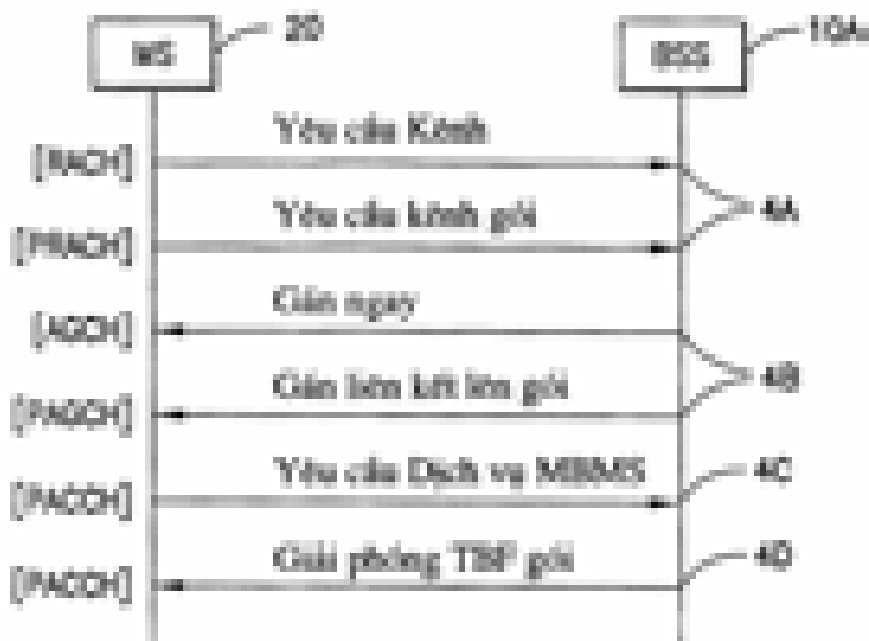 MS 20 BSS 10A
Yêu cầu Kênh
[RACH]
4A
Yêu cầu kênh gói
[PRACH]
Gán ngay
[AGCH]
4B
Gán liên kết lên gói
[PAGCH]
Yêu cầu Dịch vụ MBMS
4C
[PACCH]
Giải phóng TBF gói
4D
[PACCH]